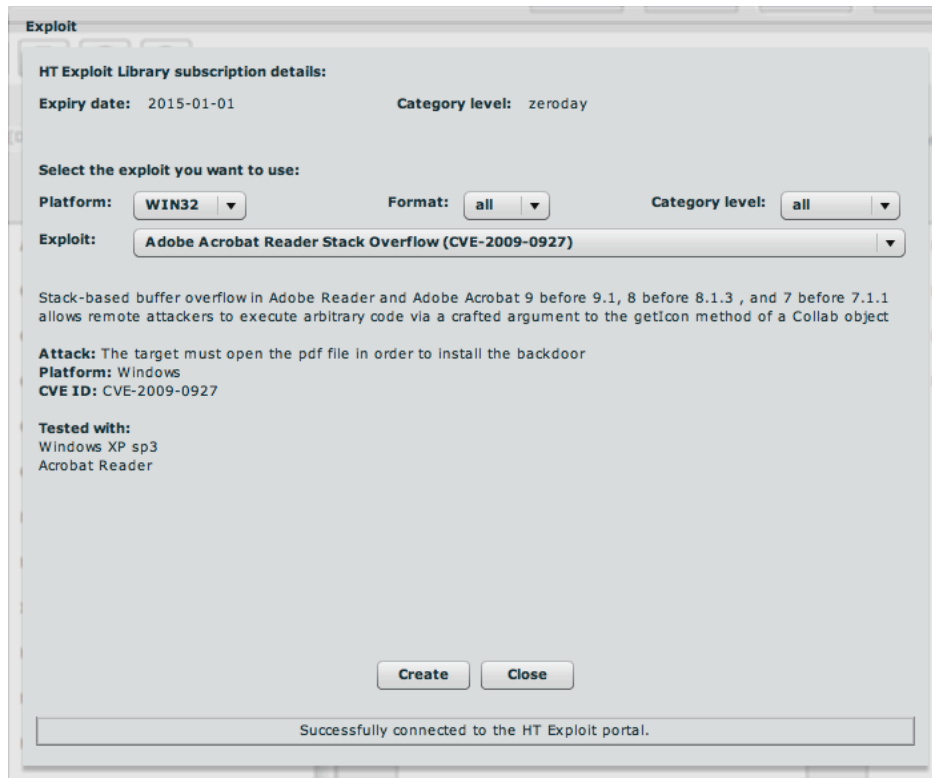 Exploit
HT Exploit Library subscription details:
Expiry date: 2015-01-01 Category level: zeroday
Select the exploit you want to use:
Platform: WIN32 Format: all Category level: all
Exploit: Adobe Acrobat Reader Stack Overflow (CVE-2009-0927)
Stack-based buffer overflow in Adobe Reader and Adobe Acrobat 9 before 9.1, 8 before 8.1.3 , and 7 before 7.1.1
allows remote attackers to execute arbitrary code via a crafted argument to the getIcon method of a Collab object
Attack: The target must open the pdf file in order to install the backdoor
Platform: Windows
CVE ID: CVE-2009-0927
Tested with:
Windows XP sp3
Acrobat Reader
Create Close
Successfully connected to the HT Exploit portal.